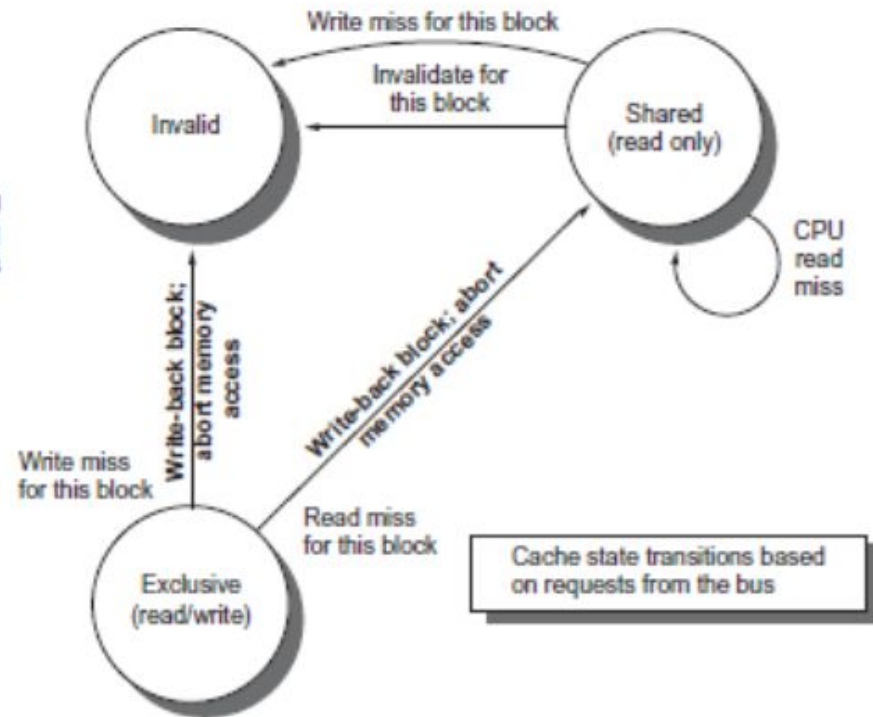 Write miss for this block
Invalidate for
this block
Invalid
Shared
(read only)
CPU
read
miss
Write-back block;
abort memory
access
Write-back block; abort
memory access
Write miss
for this block
Read miss
for this block
Exclusive
(read/write)
Cache state transitions based
on requests from the bus